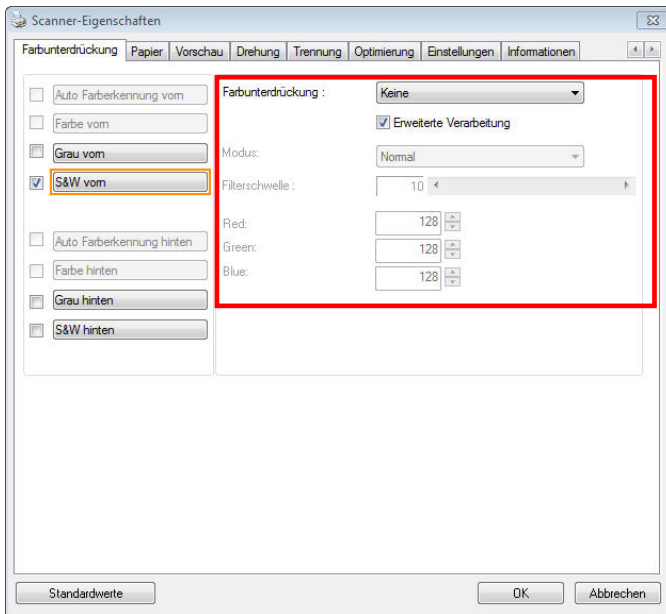 Scanner-Eigenschaften
Farbunterdrückung Papier Vorschau Drehung Trennung Optimierung Einstellungen Informationen
Auto Farberkennung vorn
Farbe vorn
Grau vorn
S&W vorn
Auto Farberkennung hinten
Farbe hinten
Grau hinten
S&W hinten
Farbunterdrückung : Keine
Erweiterte Verarbeitung
Modus: Normal
Filterschwelle : 10
Red: 128
Green: 128
Blue: 128
Standardwerte OK Abbrechen